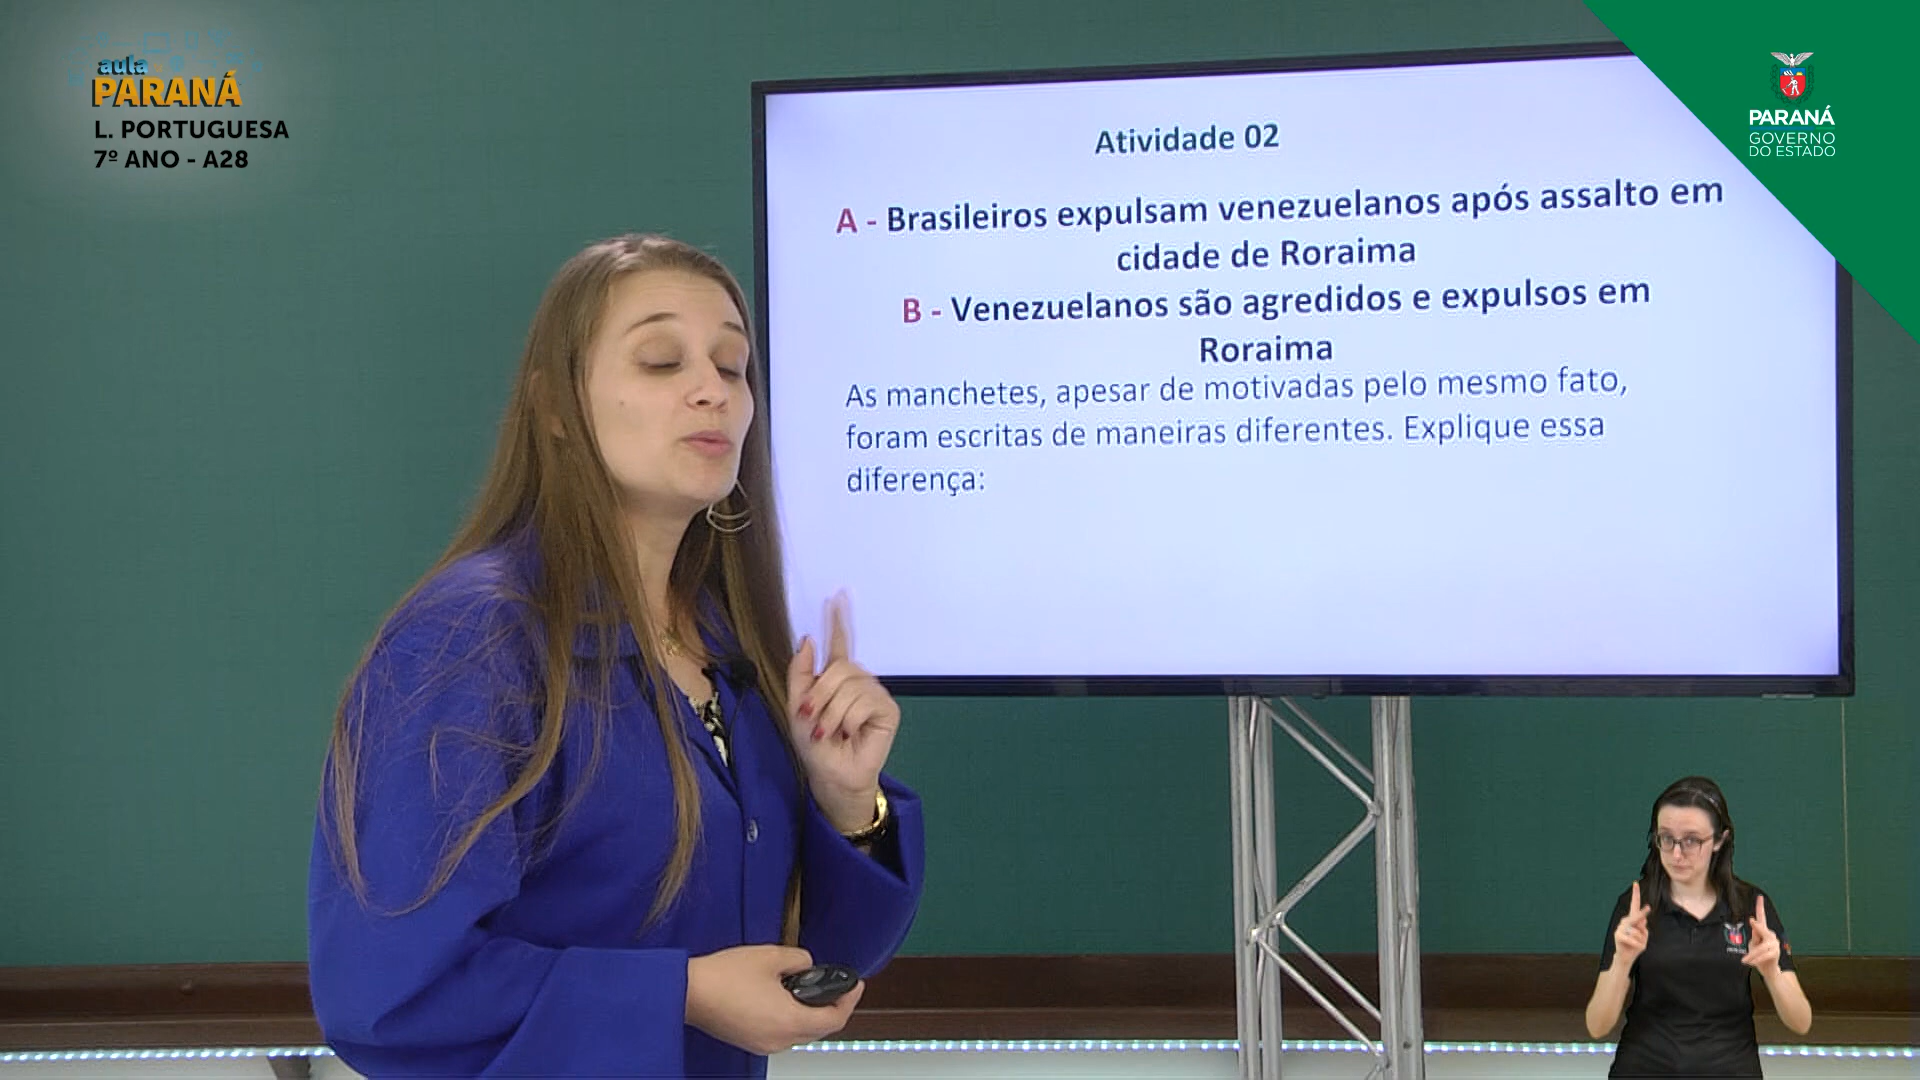 aula
PARANÁ
L. PORTUGUESA
7º ANO - A28
PARANÁ
GOVERNO
DO ESTADO
Atividade 02
A - Brasileiros expulsam venezuelanos após assalto em
cidade de Roraima
B - Venezuelanos são agredidos e expulsos em
Roraima
As manchetes, apesar de motivadas pelo mesmo fato,
foram escritas de maneiras diferentes. Explique essa
diferença: